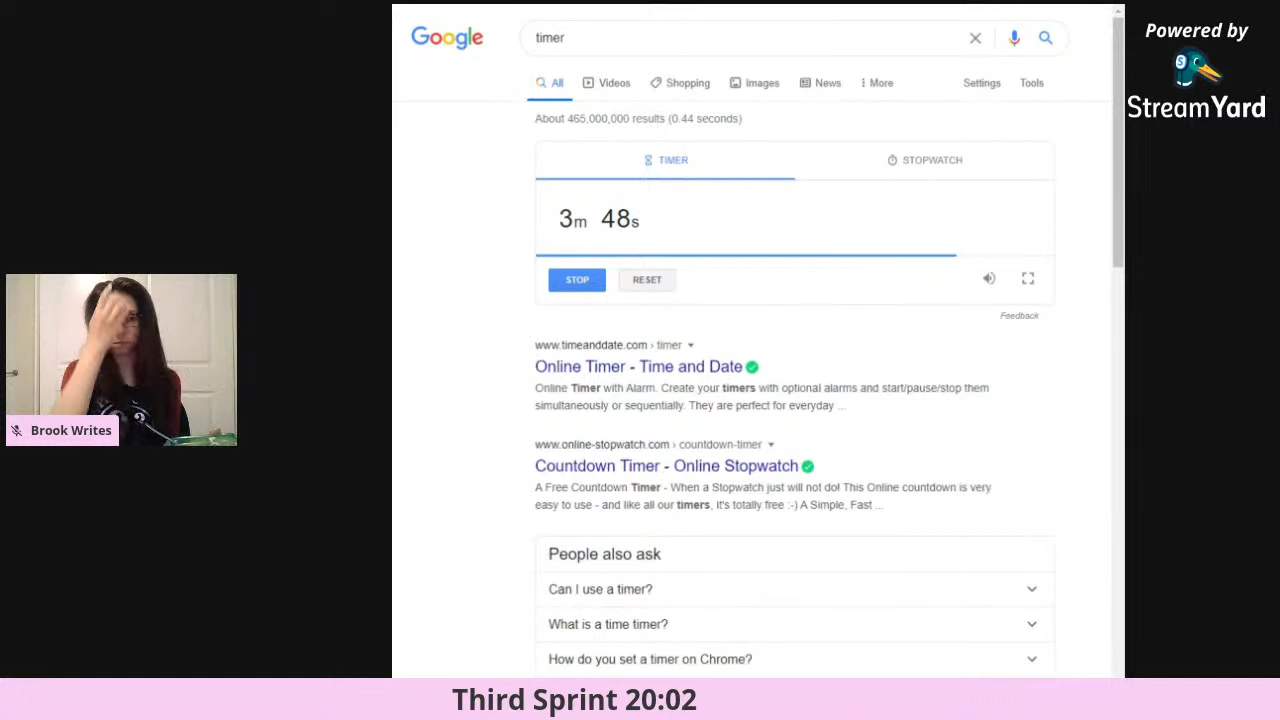 Powered by
StreamYard
Google
timer
All Videos Shopping Images News More Settings Tools
About 465,000,000 results (0.44 seconds)
TIMER STOPWATCH
3m 48s
STOP RESET
Feedback
www.timeanddate.com › timer
Online Timer - Time and Date
Online Timer with Alarm. Create your timers with optional alarms and start/pause/stop them
simultaneously or sequentially. They are perfect for everyday ...
www.online-stopwatch.com › countdown-timer
Countdown Timer - Online Stopwatch
A Free Countdown Timer - When a Stopwatch just will not do! This Online countdown is very
easy to use - and like all our timers, it's totally free :-) A Simple, Fast ...
People also ask
Can I use a timer?
What is a time timer?
How do you set a timer on Chrome?
Brook Writes
Third Sprint 20:02